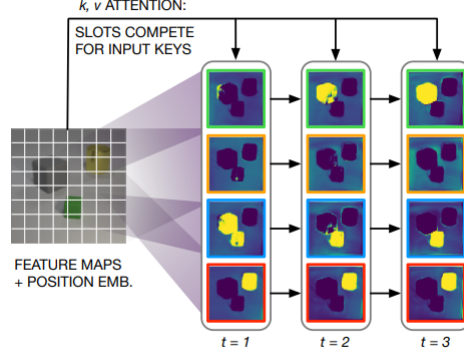 k, v ATTENTION:
SLOTS COMPETE
FOR INPUT KEYS
FEATURE MAPS
+ POSITION EMB.
t = 1
t = 2
t = 3